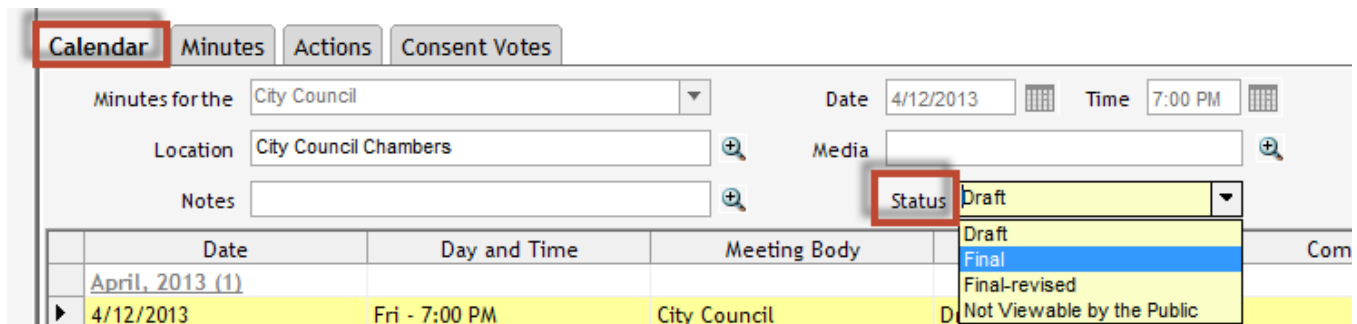 Calendar Minutes Actions Consent Votes
Minutes for the City Council Date 4/12/2013 Time 7:00 PM
Location City Council Chambers Media
Notes Status Draft
Draft
Date Day and Time Meeting Body Final Com
April, 2013 (1) Final-revised
4/12/2013 Fri - 7:00 PM City Council D Not Viewable by the Public